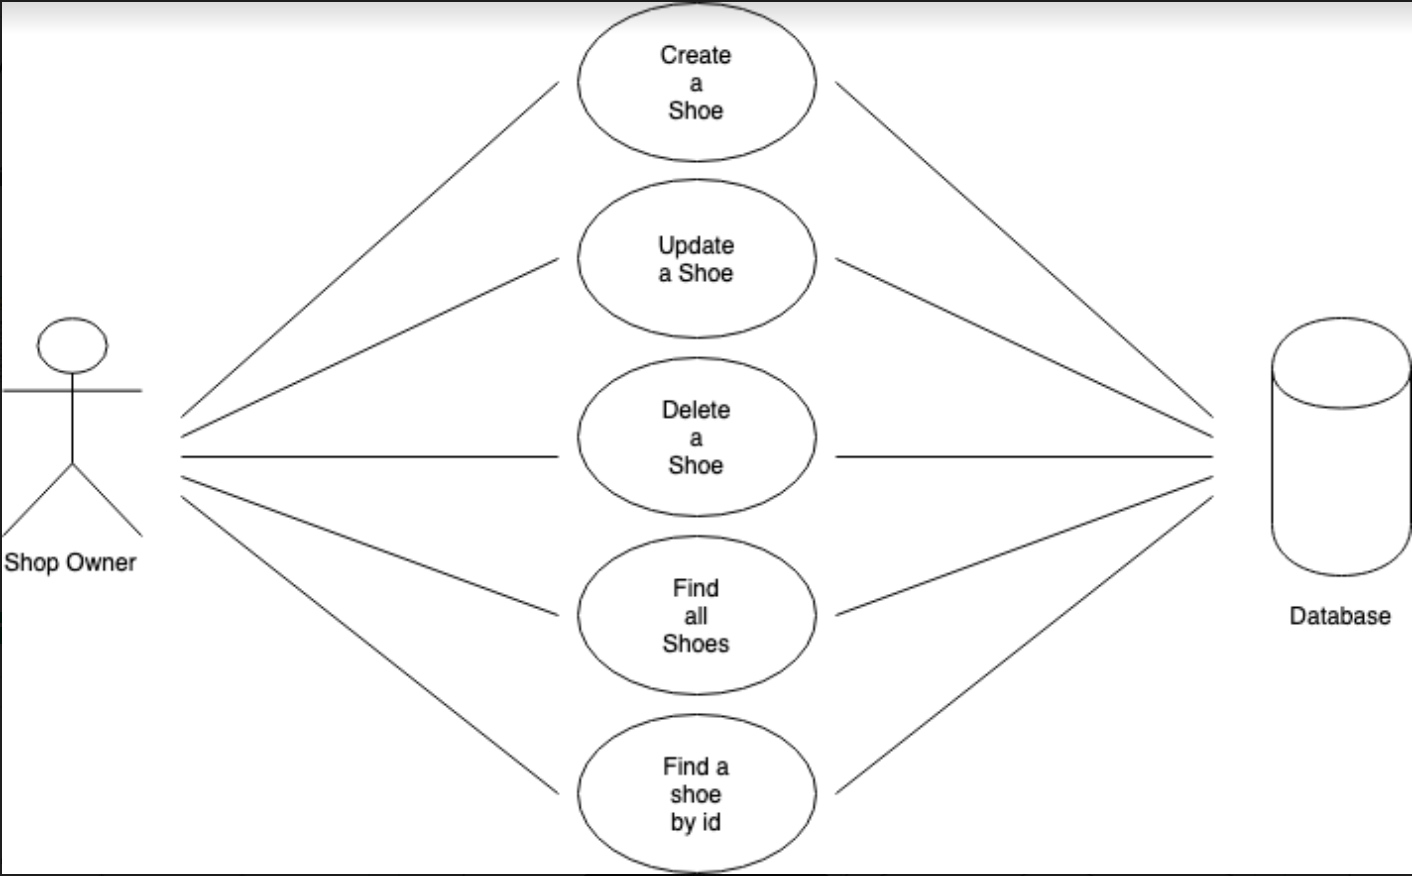 Create
a
Shoe
Update
a Shoe
Delete
a
Shoe
Find
all
Shoes
Find a
shoe
by id
Shop Owner
Database